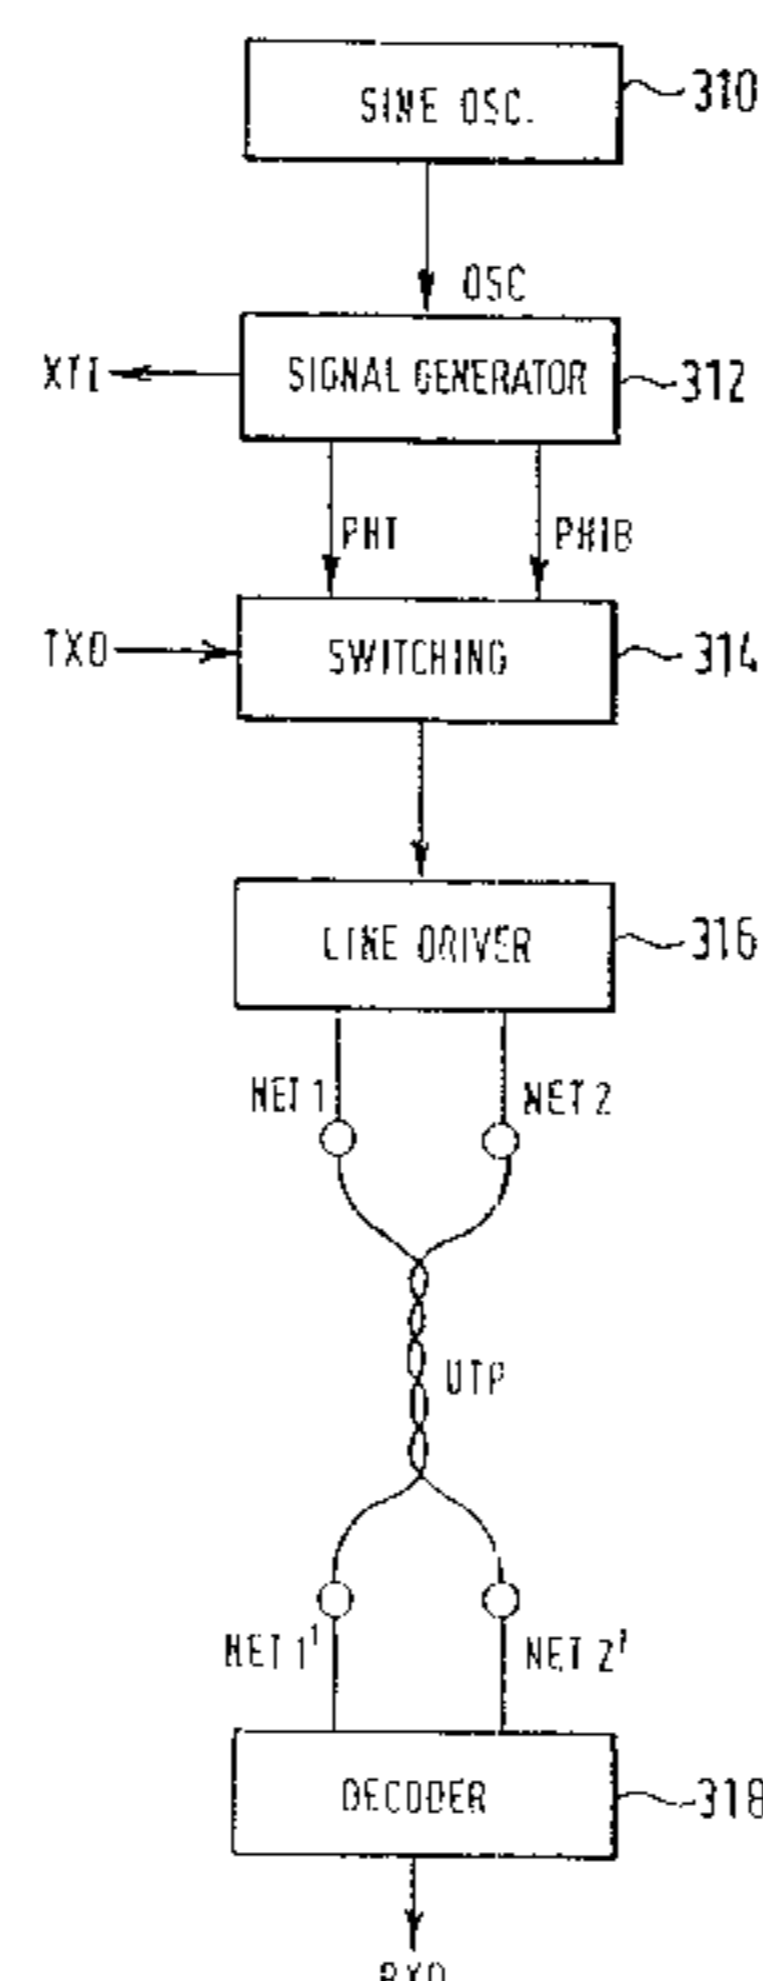 SINE OSC.
310
OSC
XTI
SIGNAL GENERATOR
312
PHI
PHIB
TXO
SWITCHING
314
LINE DRIVER
316
NET 1
NET 2
UTP
NET 1'
NET 2'
DECODER
318
RXO